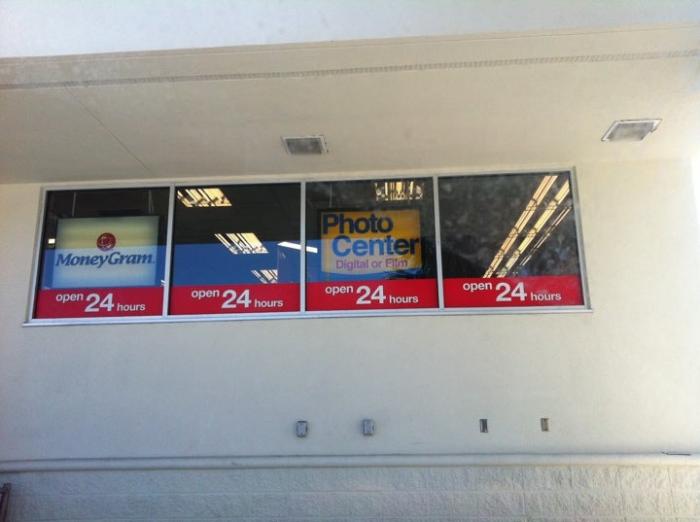 MoneyGram
open 24 hours
open 24 hours
Photo
Center
Digital or Film
open 24 hours
open 24 hours